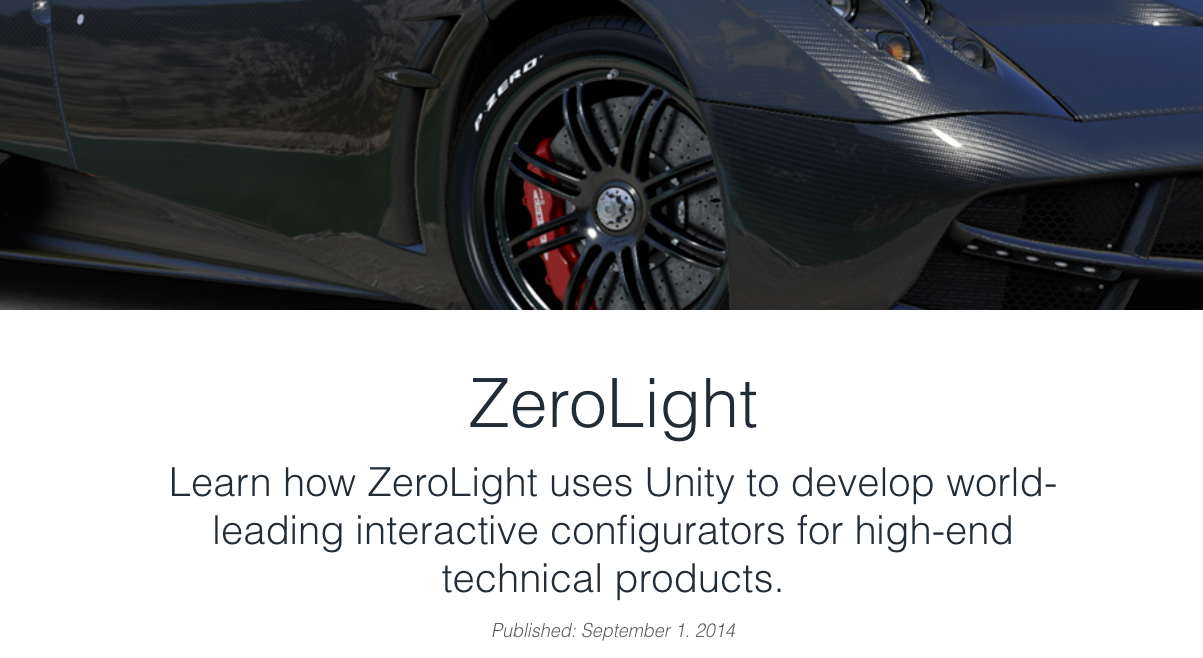 P-ZERO
ZeroLight
Learn how ZeroLight uses Unity to develop world-
leading interactive configurators for high-end
technical products.
Published: September 1. 2014